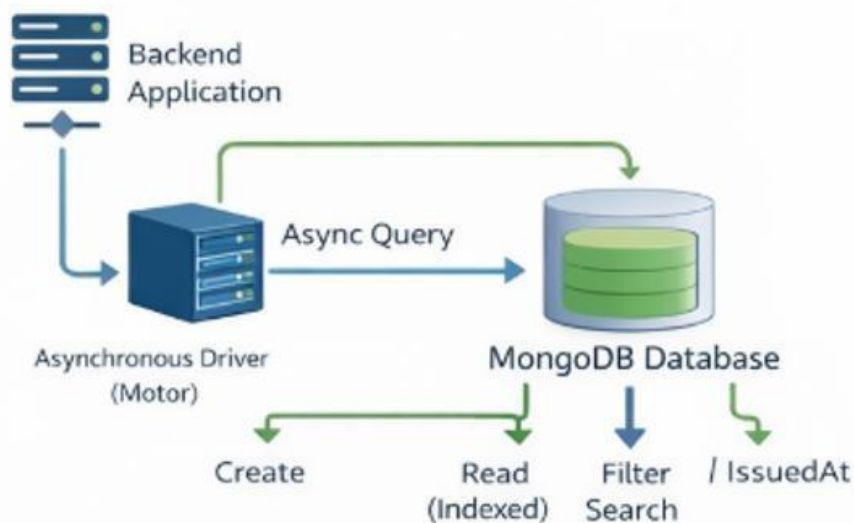 Backend
Application
Async Query
Asynchronous Driver
(Motor)
MongoDB Database
Create
Read
(Indexed)
Filter
Search
/ IssuedAt